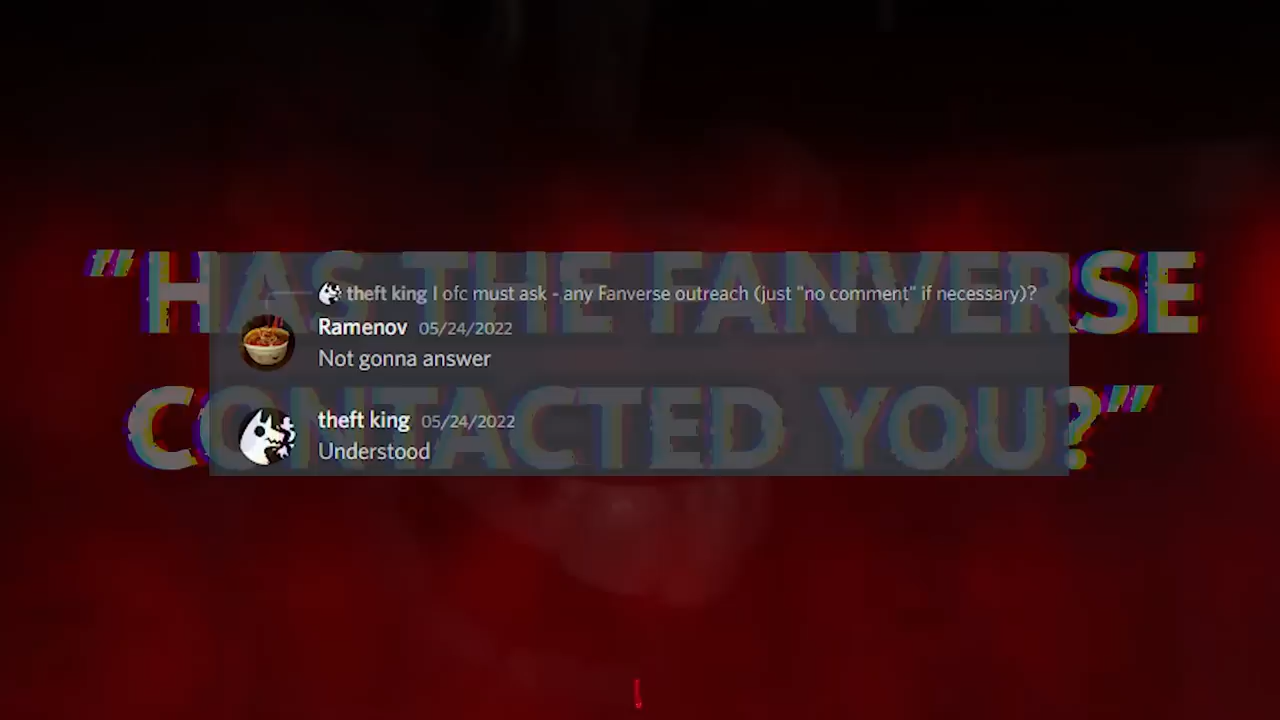 “HAS THE FANVERSE
CONTACTED YOU?”
theft king I ofc must ask - any Fanverse outreach (just "no comment" if necessary)?
Ramenov 05/24/2022
Not gonna answer
theft king 05/24/2022
Understood